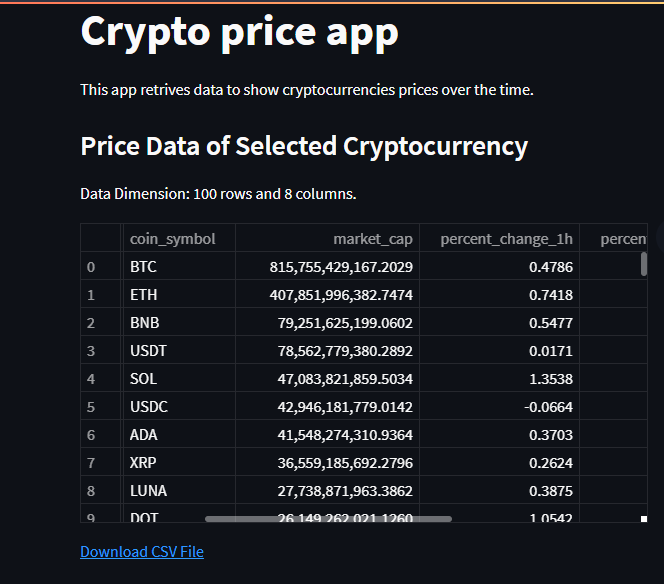 Crypto price app
This app retrives data to show cryptocurrencies prices over the time.
Price Data of Selected Cryptocurrency
Data Dimension: 100 rows and 8 columns.
coin_symbol market_cap percent_change_1h percen
0 BTC 815,755,429,167.2029 0.4786
1 ETH 407,851,996,382.7474 0.7418
2 BNB 79,251,625,199.0602 0.5477
3 USDT 78,562,779,380.2892 0.0171
4 SOL 47,083,821,859.5034 1.3538
5 USDC 42,946,181,779.0142 -0.0664
6 ADA 41,548,274,310.9364 0.3703
7 XRP 36,559,185,692.2796 0.2624
8 LUNA 27,738,871,963.3862 0.3875
9 DOT 26,149,262,021.1260 1.0542
Download CSV File